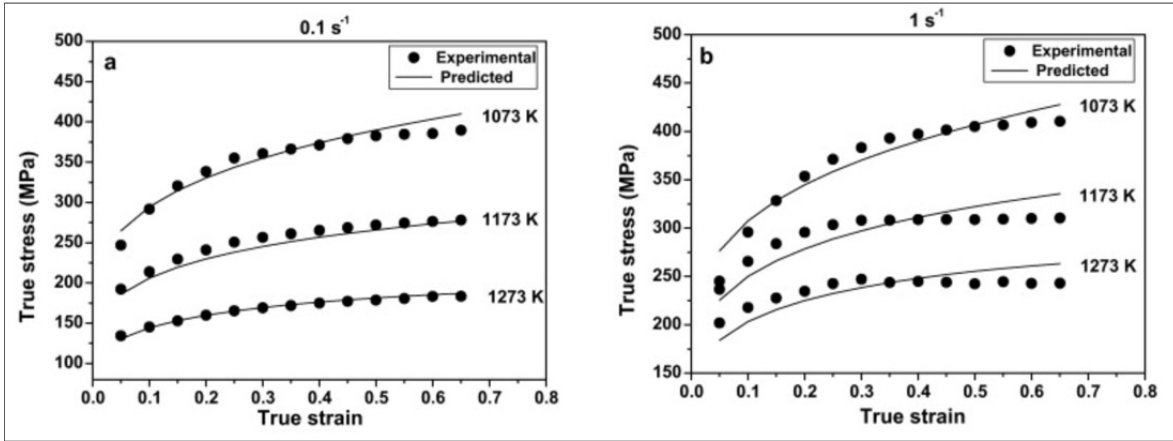 0.1 s⁻¹
a
Experimental
Predicted
1073 K
1173 K
1273 K
True stress (MPa)
500
450
400
350
300
250
200
150
100
0.0 0.1 0.2 0.3 0.4 0.5 0.6 0.7 0.8
True strain
1 s⁻¹
b
Experimental
Predicted
1073 K
1173 K
1273 K
True stress (MPa)
500
450
400
350
300
250
200
150
0.0 0.1 0.2 0.3 0.4 0.5 0.6 0.7 0.8
True strain